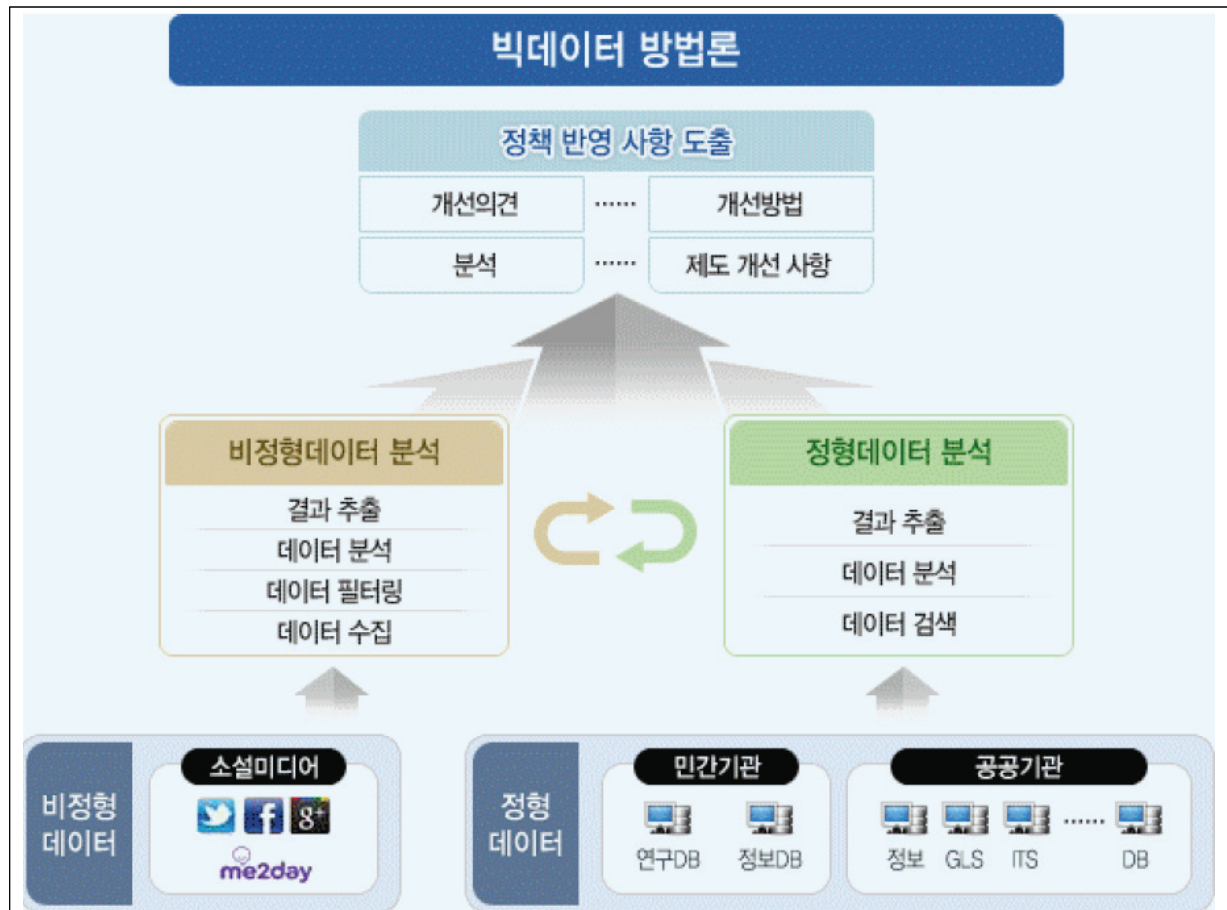 빅데이터 방법론
정책 반영 사항 도출
개선의견 ······ 개선방법
분석 ······ 제도 개선 사항
비정형데이터 분석
결과 추출
데이터 분석
데이터 필터링
데이터 수집
정형데이터 분석
결과 추출
데이터 분석
데이터 검색
비정형
데이터
소설미디어
f g+
me2day
정형
데이터
민간기관
연구DB 정보DB
공공기관
······
정보 GLS ITS DB